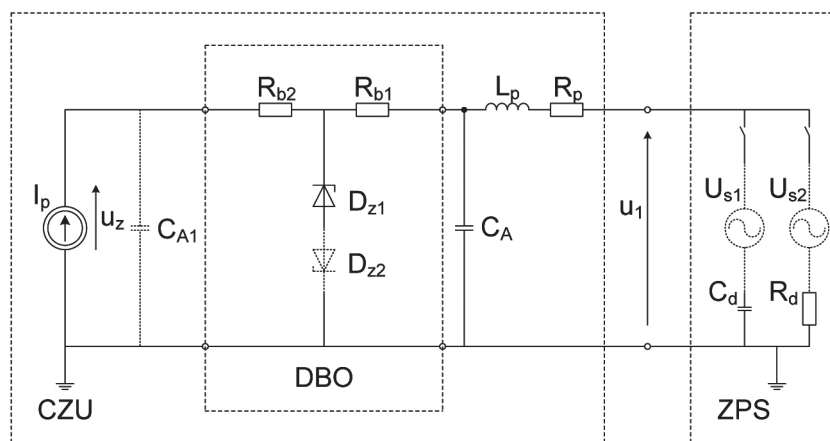 R_b2
R_b1
L_p
R_p
I_p
u_z
C_A1
D_z1
D_z2
C_A
u_1
U_s1
U_s2
C_d
R_d
DBO
CZU
ZPS